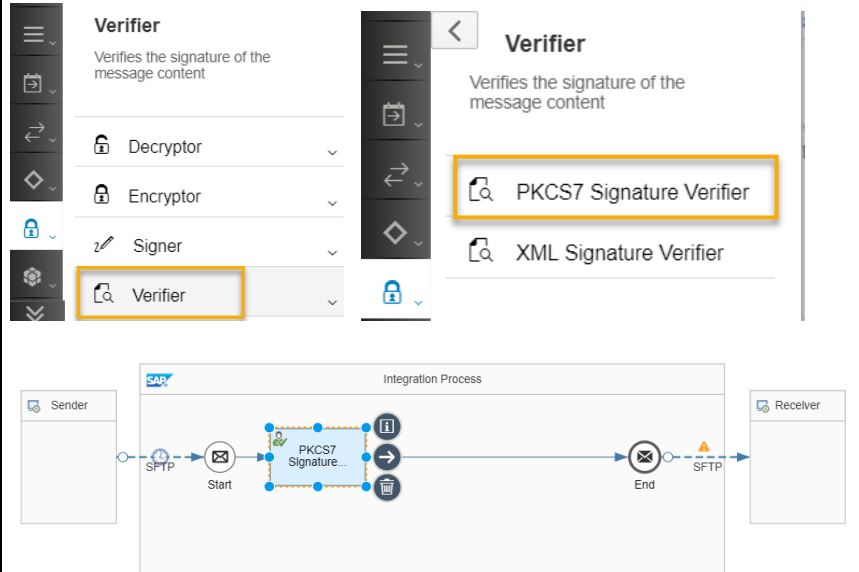 Verifier
Verifies the signature of the
message content
Decryptor
Encryptor
Signer
Verifier
Verifier
Verifies the signature of the
message content
PKCS7 Signature Verifier
XML Signature Verifier
SAP
Integration Process
Sender
Receiver
PKCS7
Signature...
SFTP
Start
End
SFTP